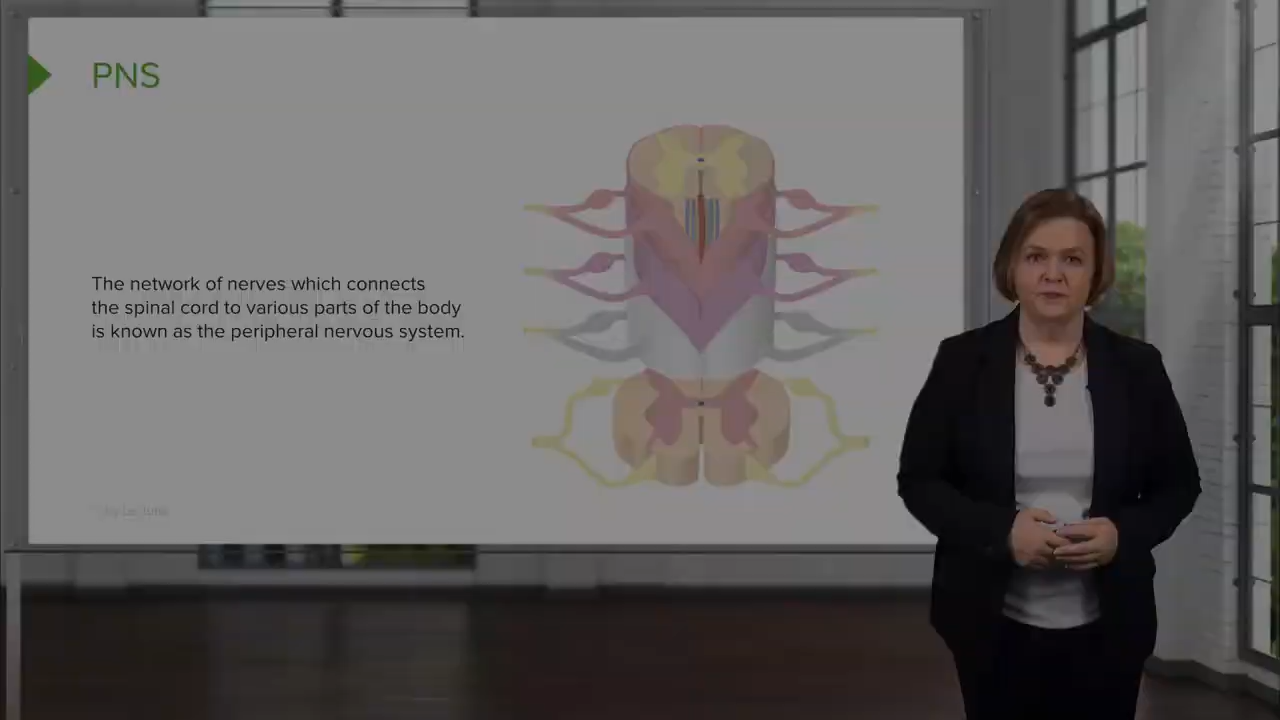 PNS
The network of nerves which connects
the spinal cord to various parts of the body
is known as the peripheral nervous system.